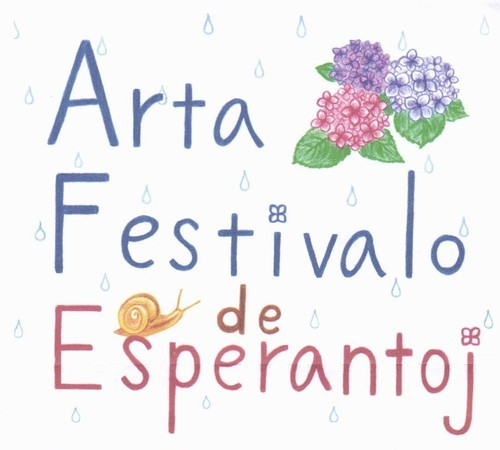 Arta
Festivalo
de
Esperantoj